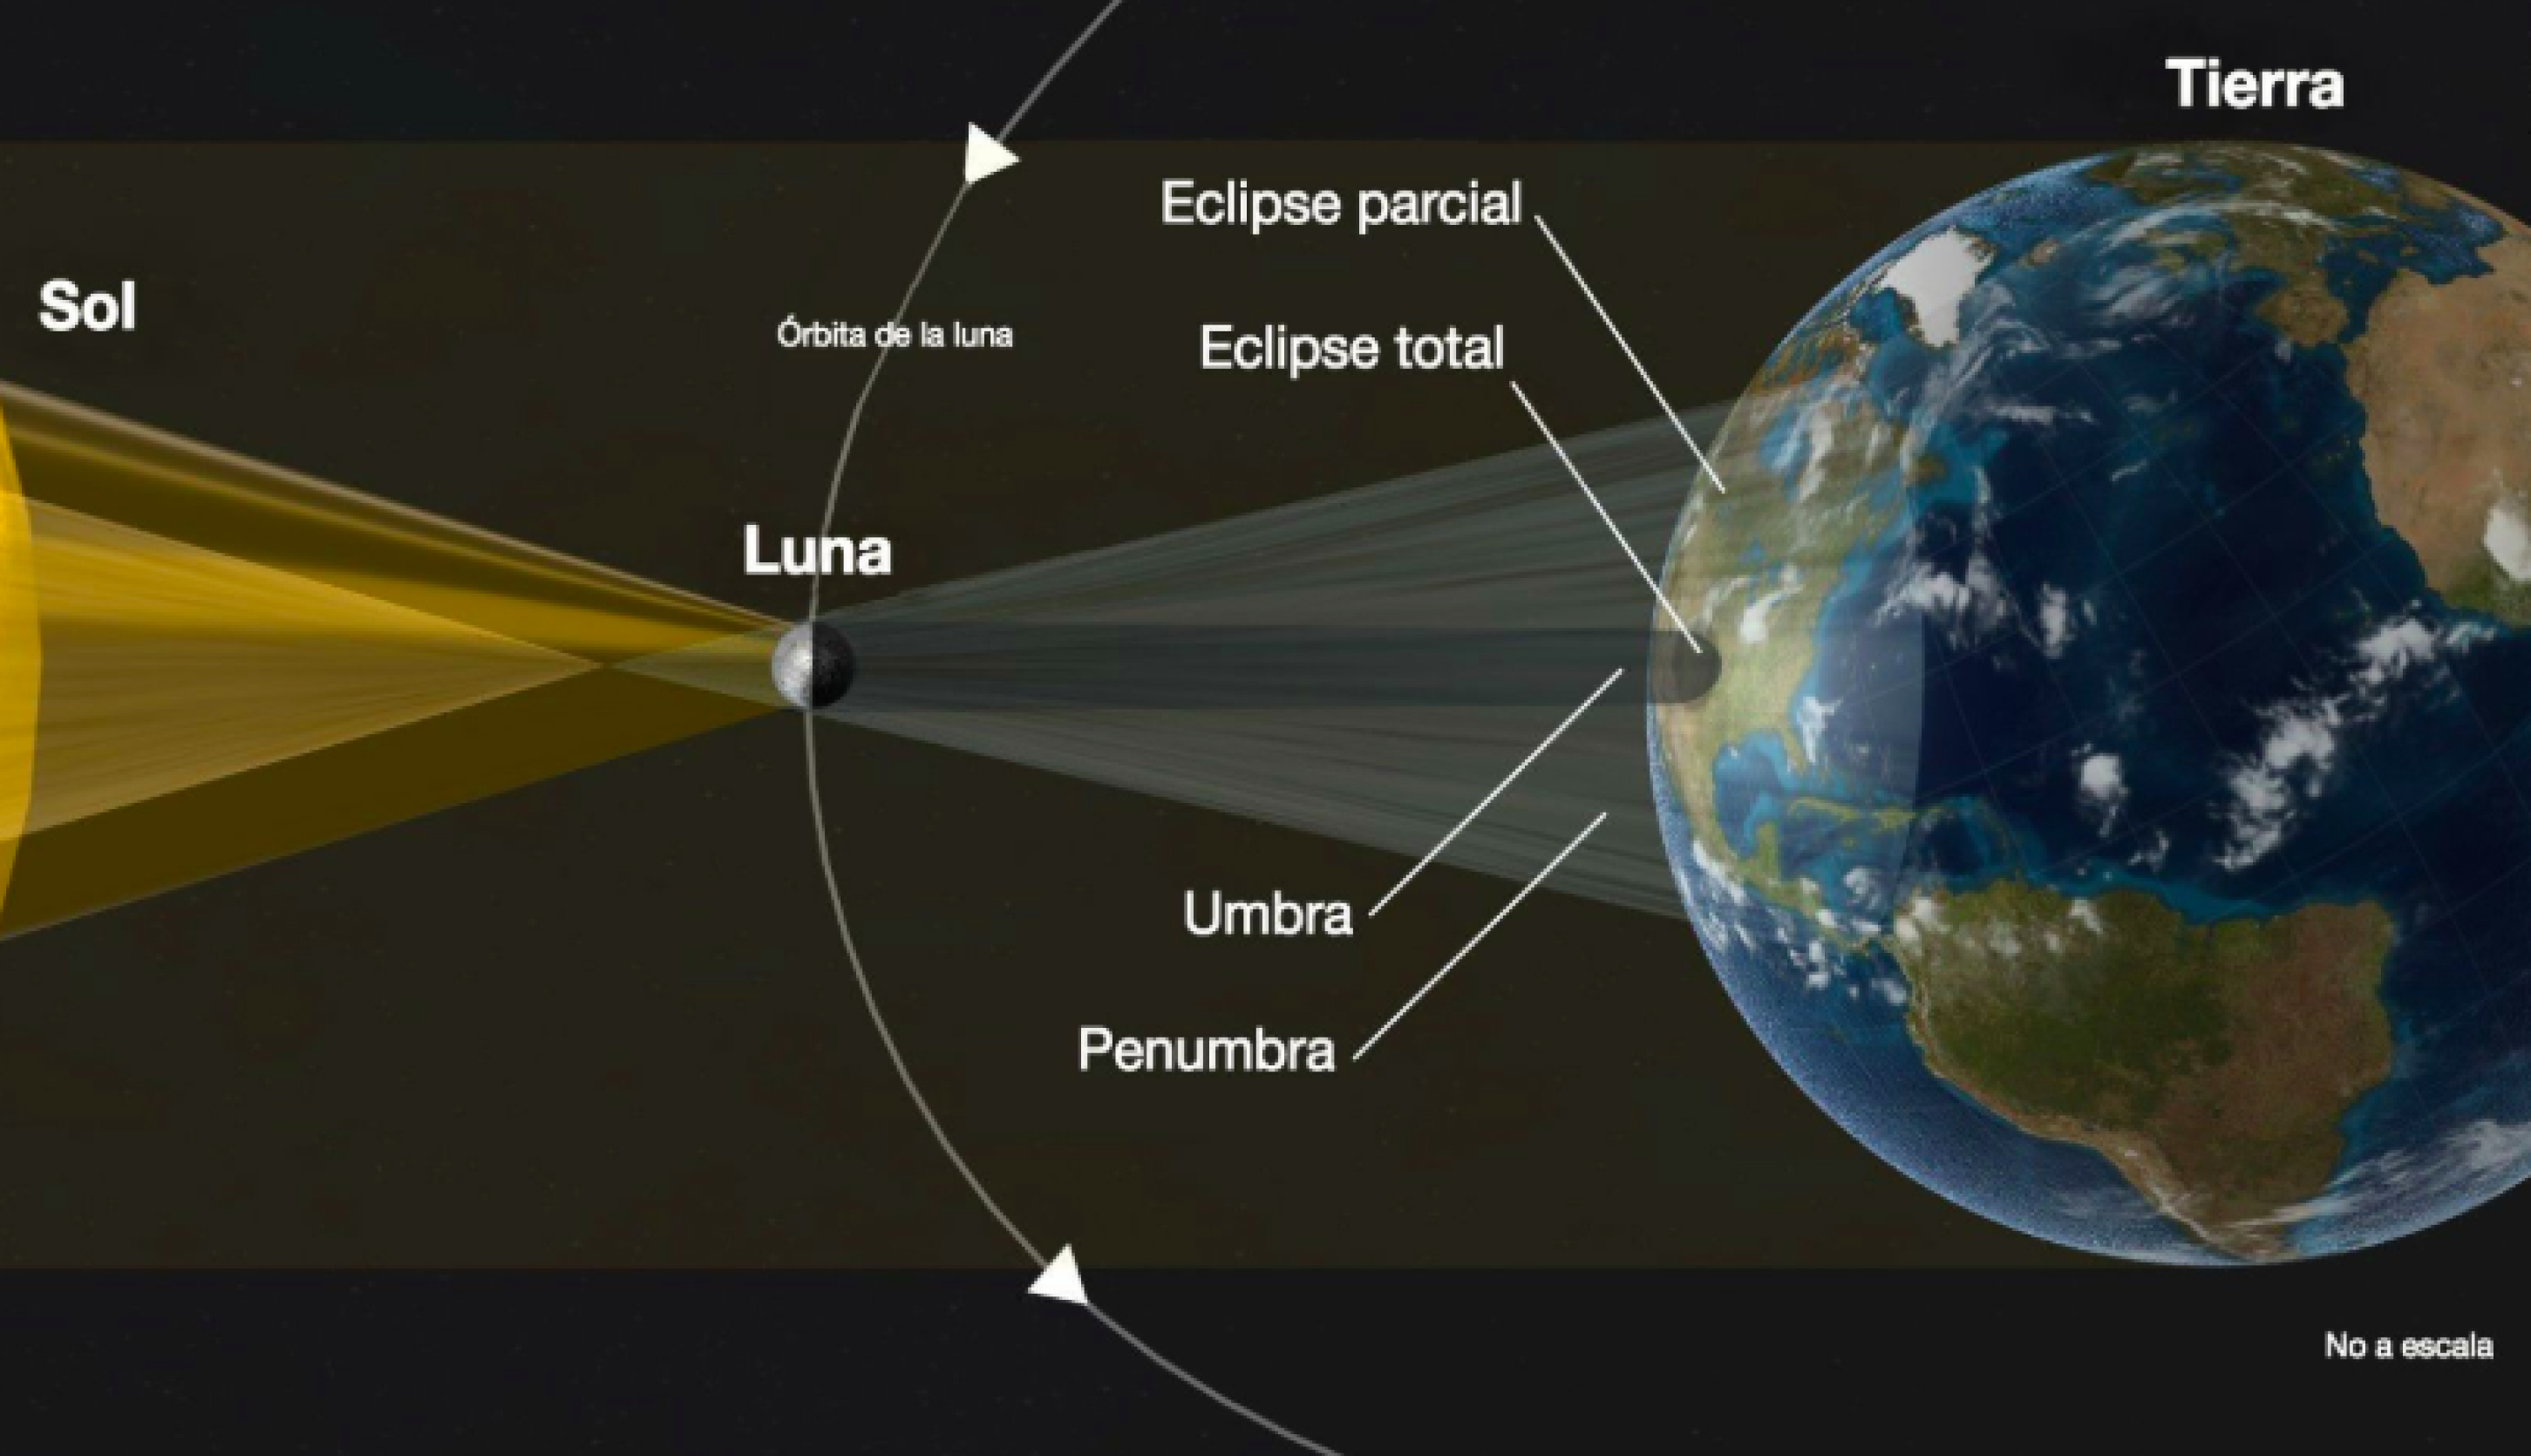 Tierra
Eclipse parcial
Sol
Órbita de la luna
Eclipse total
Luna
Umbra
Penumbra
No a escala